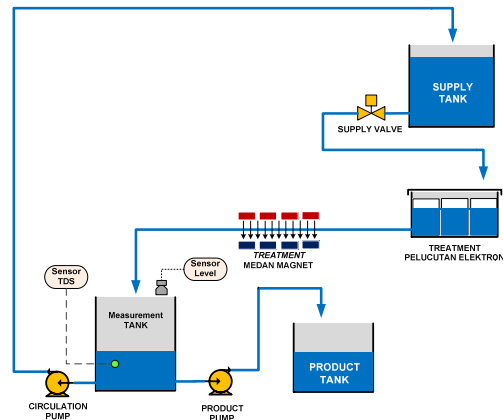 SUPPLY
TANK
SUPPLY VALVE
TREATMENT
PELUCUTAN ELEKTRON
TREATMENT
MEDAN MAGNET
Sensor
Level
Sensor
TDS
Measurement
TANK
PRODUCT
TANK
CIRCULATION
PUMP
PRODUCT
PUMP